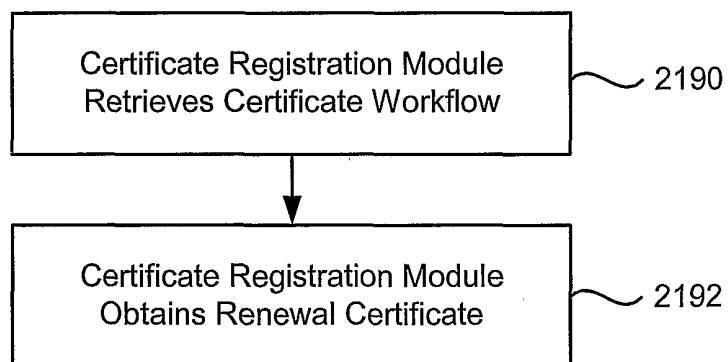 Certificate Registration Module
Retrieves Certificate Workflow
2190
Certificate Registration Module
Obtains Renewal Certificate
2192